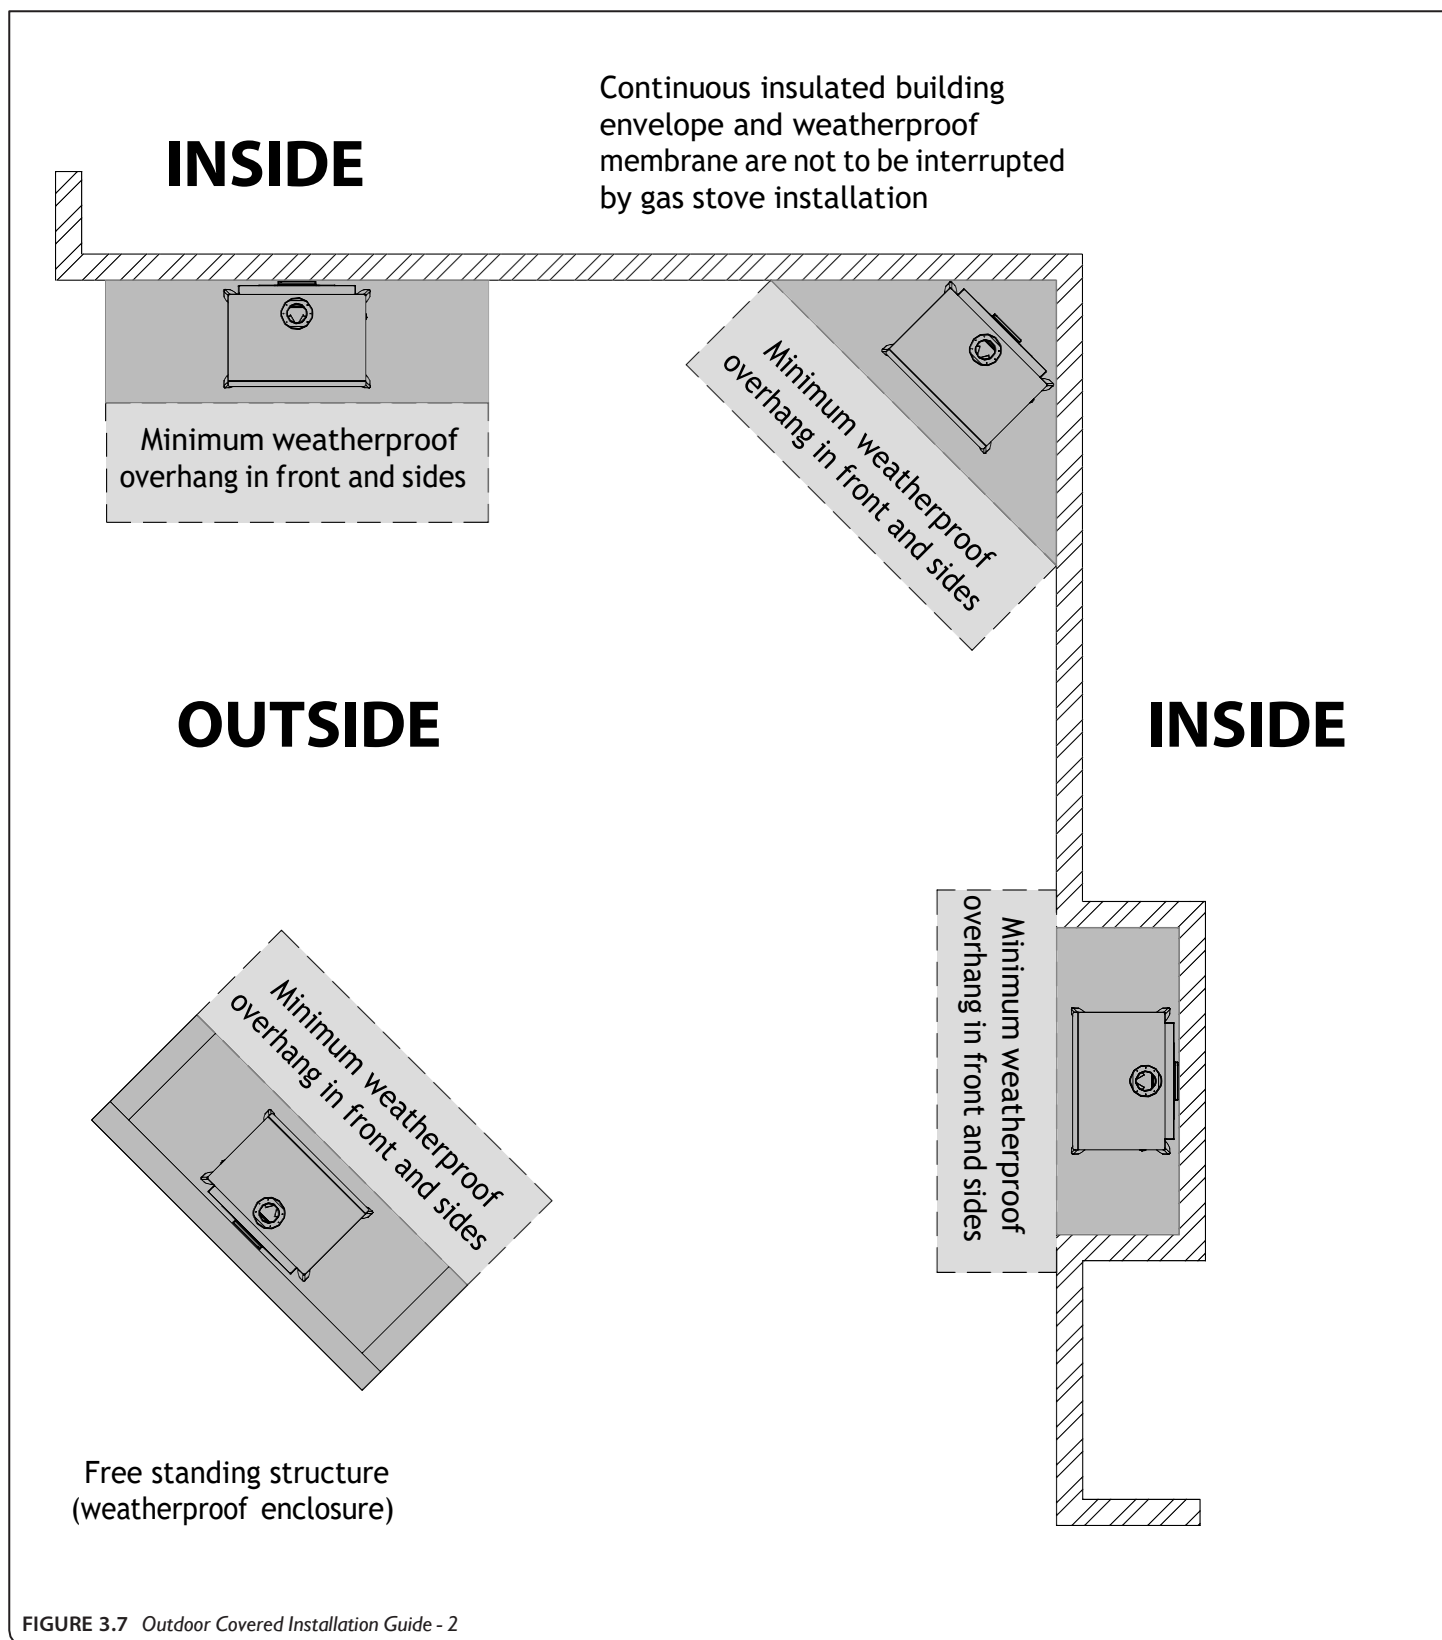 Continuous insulated building
envelope and weatherproof
membrane are not to be interrupted
by gas stove installation
INSIDE
Minimum weatherproof
overhang in front and sides
Minimum weatherproof
overhang in front and sides
OUTSIDE
INSIDE
Minimum weatherproof
overhang in front and sides
Minimum weatherproof
overhang in front and sides
Free standing structure
(weatherproof enclosure)
FIGURE 3.7 Outdoor Covered Installation Guide - 2